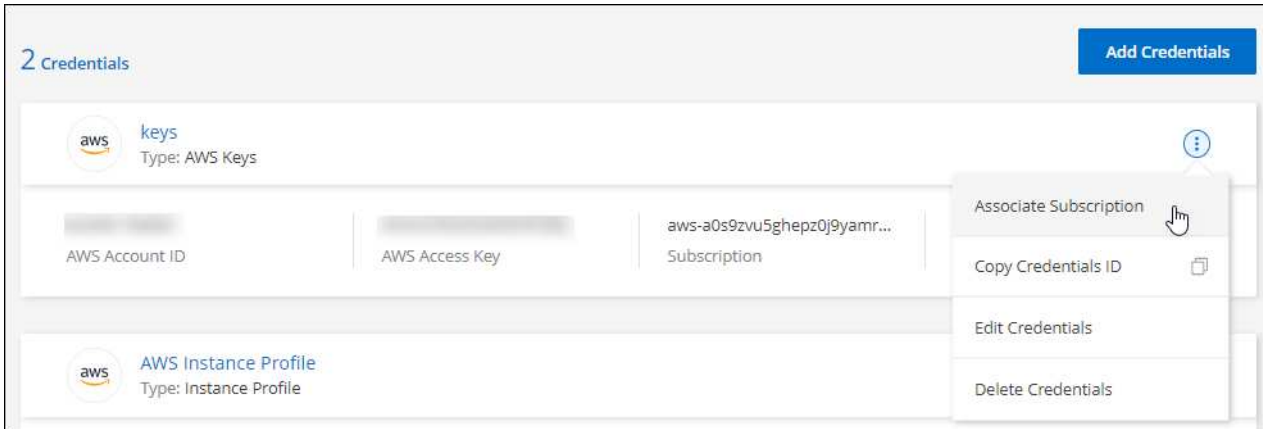 2 Credentials
Add Credentials
aws
keys
Type: AWS Keys
Associate Subscription
aws-a0s9zvu5ghepz0j9yamr...
AWS Account ID
AWS Access Key
Subscription
Copy Credentials ID
Edit Credentials
aws
AWS Instance Profile
Type: Instance Profile
Delete Credentials